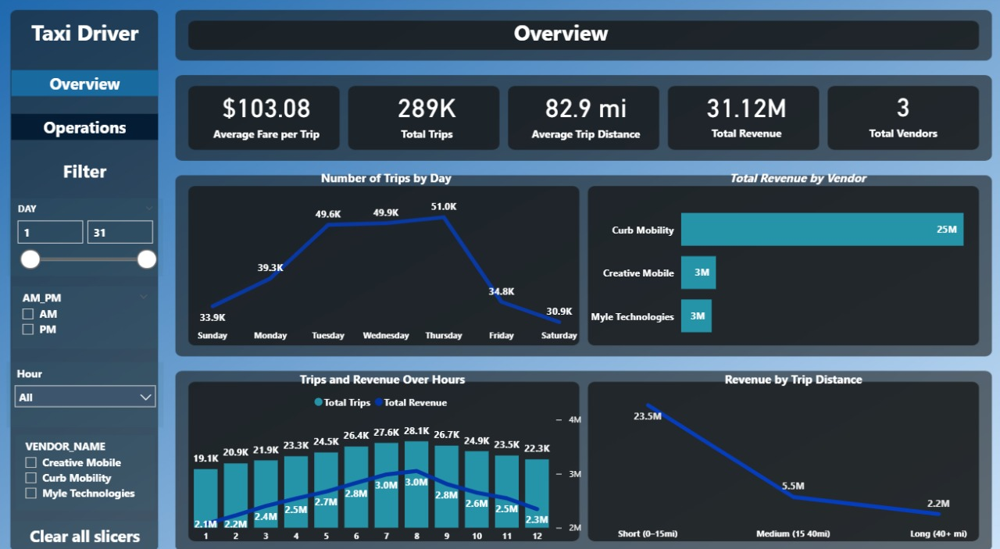 Taxi Driver
Overview
Operations
Filter
DAY
1 31
AM_PM
AM
PM
Hour
All
VENDOR_NAME
Creative Mobile
Curb Mobility
Myle Technologies
Clear all slicers
Overview
$103.08 289K 82.9 mi 31.12M 3
Average Fare per Trip Total Trips Average Trip Distance Total Revenue Total Vendors
Number of Trips by Day
33.9K 39.3K 49.6K 49.9K 51.0K 34.8K 30.9K
Sunday Monday Tuesday Wednesday Thursday Friday Saturday
Total Revenue by Vendor
Curb Mobility 25M
Creative Mobile 3M
Myle Technologies 3M
Trips and Revenue Over Hours
Total Trips Total Revenue
19.1K 20.9K 21.9K 23.3K 24.5K 26.4K 27.6K 28.1K 26.7K 24.9K 23.5K 22.3K
2.1M 2.2M 2.4M 2.5M 2.7M 2.8M 3.0M 3.0M 2.8M 2.6M 2.5M 2.3M
1 2 3 4 5 6 7 8 9 10 11 12
4M
3M
2M
Revenue by Trip Distance
23.5M
5.5M
2.2M
Short (0–15mi) Medium (15 40mi) Long (40+ mi)